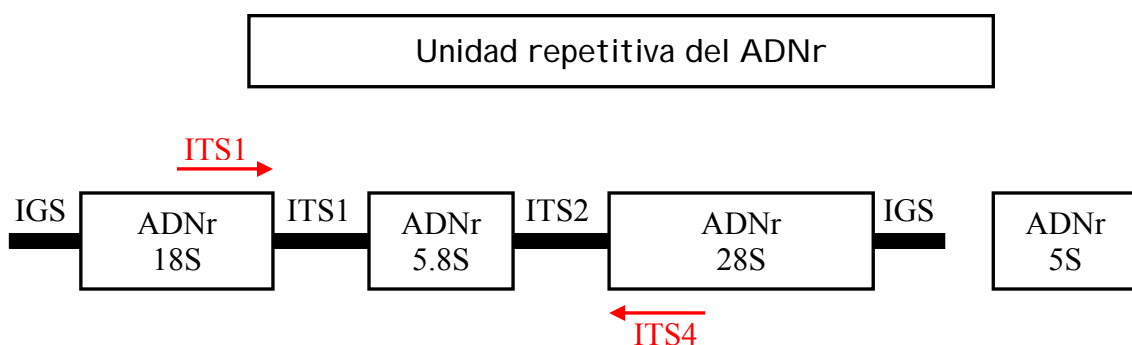 Unidad repetitiva del ADNr
ITS1
IGS
ADNr
18S
ITS1
ADNr
5.8S
ITS2
ADNr
28S
IGS
ADNr
5S
ITS4